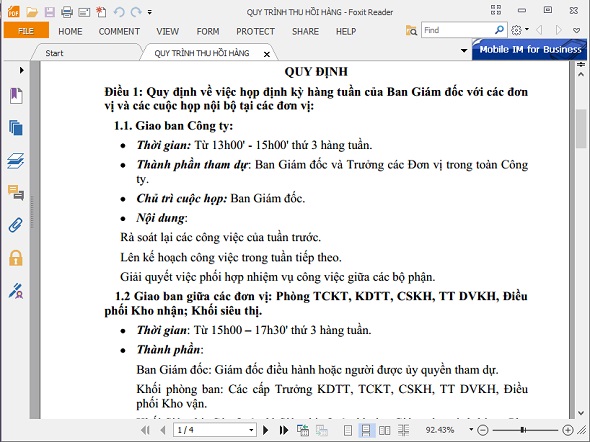 QUY TRÌNH THU HỒI HÀNG - Foxit Reader
FILE HOME COMMENT VIEW FORM PROTECT SHARE HELP Find
Start QUY TRÌNH THU HỒI HÀNG Mobile IM for Business
QUY ĐỊNH
Điều 1: Quy định về việc họp định kỳ hàng tuần của Ban Giám đốc với các đơn
vị và các cuộc họp nội bộ tại các đơn vị:
1.1. Giao ban Công ty:
• Thời gian: Từ 13h00' - 15h00' thứ 3 hàng tuần.
• Thành phần tham dự: Ban Giám đốc và Trưởng các Đơn vị trong toàn Công
ty.
• Chủ trì cuộc họp: Ban Giám đốc.
• Nội dung:
Rà soát lại các công việc của tuần trước.
Lên kế hoạch công việc trong tuần tiếp theo.
Giải quyết việc phối hợp nhiệm vụ công việc giữa các bộ phận.
1.2 Giao ban giữa các đơn vị: Phòng TCKT, KDTT, CSKH, TT DVKH, Điều
phối Kho nhận; Khối siêu thị.
• Thời gian: Từ 15h00 – 17h30' thứ 3 hàng tuần.
• Thành phần:
Ban Giám đốc: Giám đốc điều hành hoặc người được ủy quyền tham dự.
Khối phòng ban: Các cấp Trưởng KDTT, TCKT, CSKH, TT DVKH, Điều
phối Kho vận.
1 / 4 92.43%